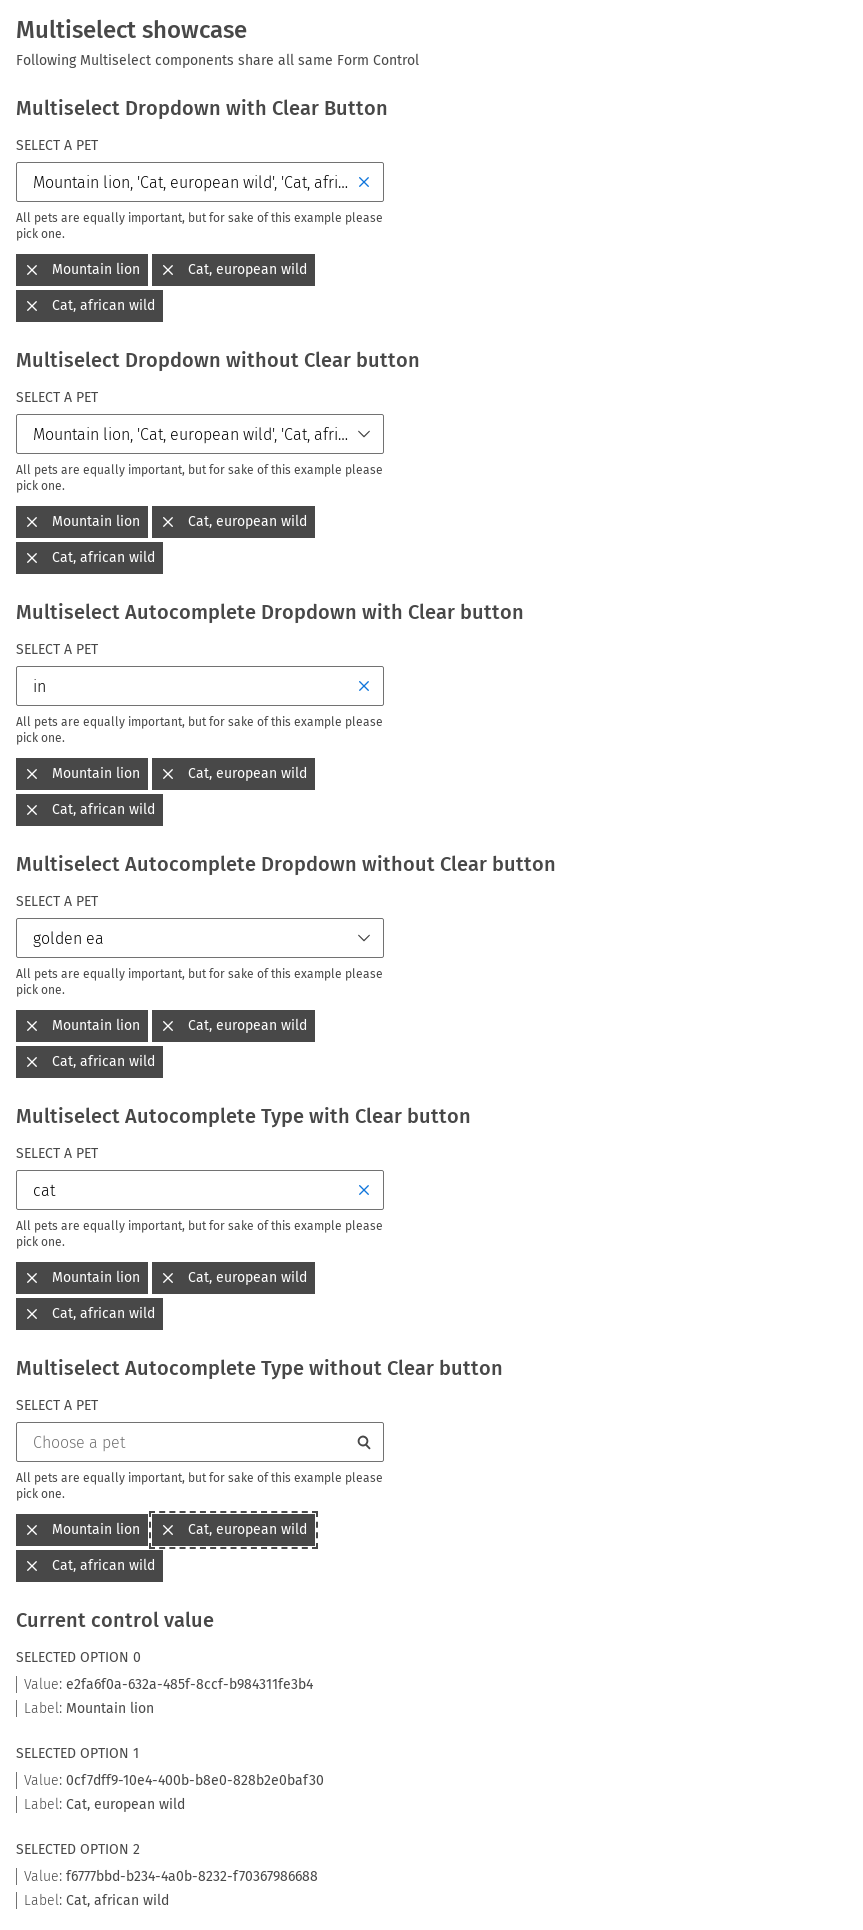 Multiselect showcase
Following Multiselect components share all same Form Control
Multiselect Dropdown with Clear Button
SELECT A PET
Mountain lion, 'Cat, european wild', 'Cat, afri...
All pets are equally important, but for sake of this example please
pick one.
Mountain lion Cat, european wild
Cat, african wild
Multiselect Dropdown without Clear button
SELECT A PET
Mountain lion, 'Cat, european wild', 'Cat, afri...
All pets are equally important, but for sake of this example please
pick one.
Mountain lion Cat, european wild
Cat, african wild
Multiselect Autocomplete Dropdown with Clear button
SELECT A PET
in
All pets are equally important, but for sake of this example please
pick one.
Mountain lion Cat, european wild
Cat, african wild
Multiselect Autocomplete Dropdown without Clear button
SELECT A PET
golden ea
All pets are equally important, but for sake of this example please
pick one.
Mountain lion Cat, european wild
Cat, african wild
Multiselect Autocomplete Type with Clear button
SELECT A PET
cat
All pets are equally important, but for sake of this example please
pick one.
Mountain lion Cat, european wild
Cat, african wild
Multiselect Autocomplete Type without Clear button
SELECT A PET
Choose a pet
All pets are equally important, but for sake of this example please
pick one.
Mountain lion Cat, european wild
Cat, african wild
Current control value
SELECTED OPTION 0
Value: e2fa6f0a-632a-485f-8ccf-b984311fe3b4
Label: Mountain lion
SELECTED OPTION 1
Value: 0cf7dff9-10e4-400b-b8e0-828b2e0baf30
Label: Cat, european wild
SELECTED OPTION 2
Value: f6777bbd-b234-4a0b-8232-f70367986688
Label: Cat, african wild